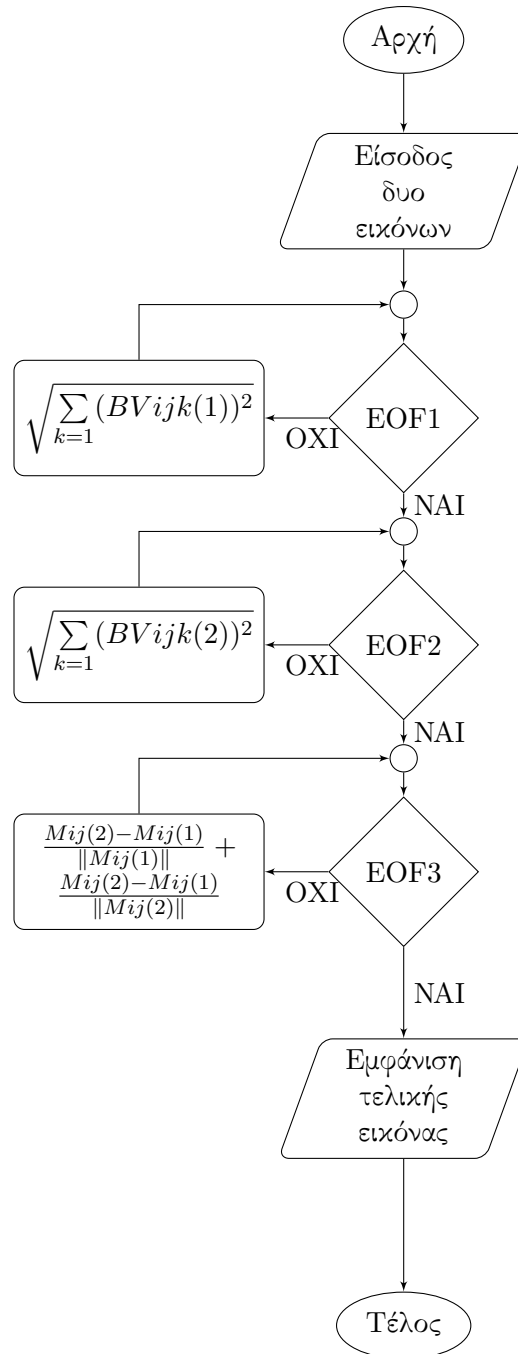 Αρχή
Είσοδος
δυο
εικόνων
√∑k=1(BVijk(1))²
EOF1
ΟΧΙ
ΝΑΙ
√∑k=1(BVijk(2))²
EOF2
ΟΧΙ
ΝΑΙ
Mij(2)−Mij(1)/‖Mij(1)‖ +
Mij(2)−Mij(1)/‖Mij(2)‖
EOF3
ΟΧΙ
ΝΑΙ
Εμφάνιση
τελικής
εικόνας
Τέλος